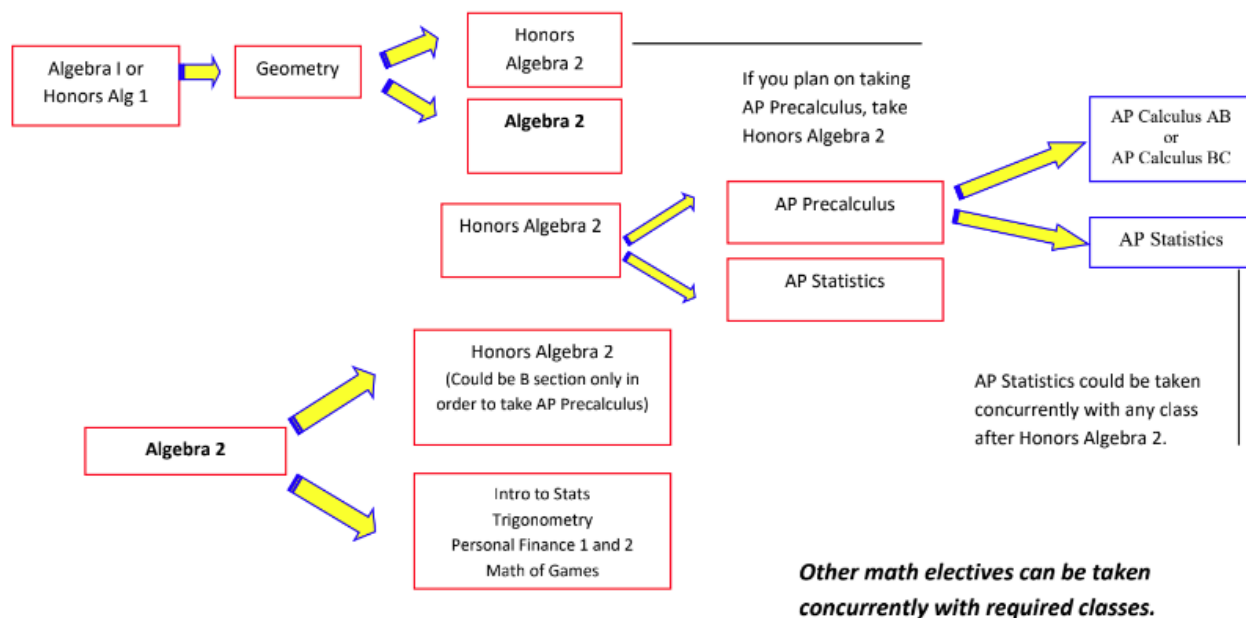 Algebra I or
Honors Alg 1
Geometry
Honors
Algebra 2
Algebra 2
If you plan on taking
AP Precalculus, take
Honors Algebra 2
AP Calculus AB
or
AP Calculus BC
Honors Algebra 2
AP Precalculus
AP Statistics
AP Statistics
Honors Algebra 2
(Could be B section only in
order to take AP Precalculus)
AP Statistics could be taken
concurrently with any class
after Honors Algebra 2.
Algebra 2
Intro to Stats
Trigonometry
Personal Finance 1 and 2
Math of Games
Other math electives can be taken
concurrently with required classes.